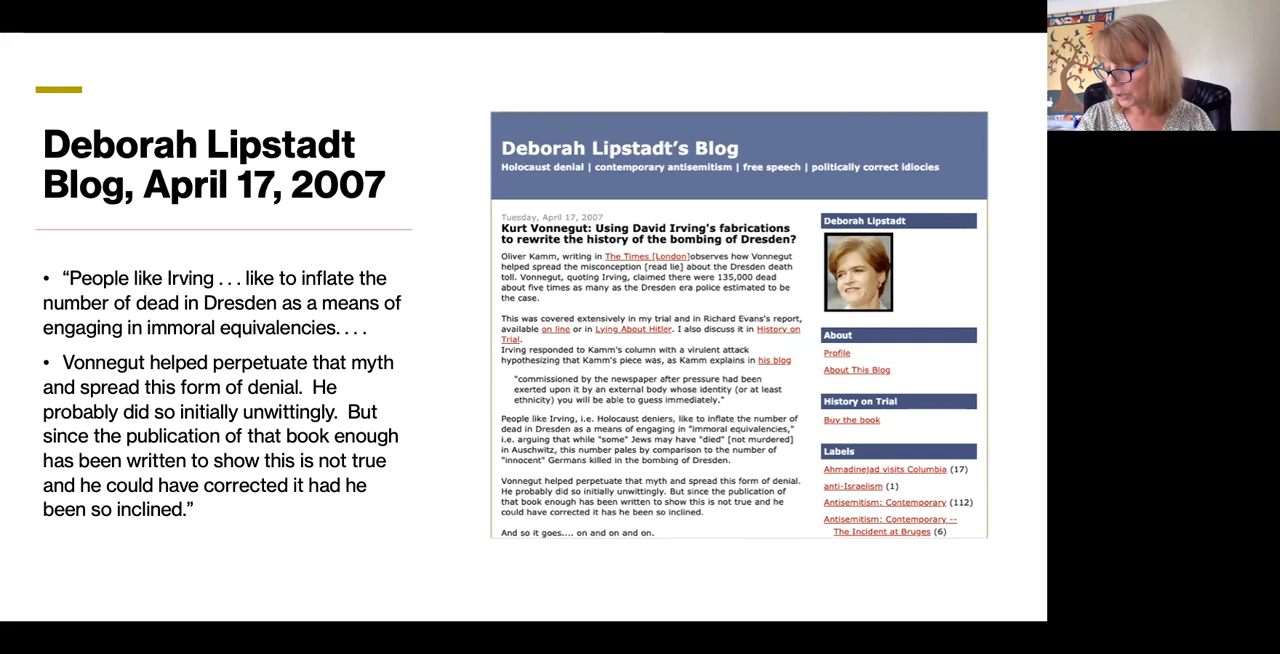 Deborah Lipstadt
Blog, April 17, 2007
• “People like Irving . . . like to inflate the
number of dead in Dresden as a means of
engaging in immoral equivalencies. . . .
• Vonnegut helped perpetuate that myth
and spread this form of denial. He
probably did so initially unwittingly. But
since the publication of that book enough
has been written to show this is not true
and he could have corrected it had he
been so inclined.”
Deborah Lipstadt’s Blog
Holocaust denial | contemporary antisemitism | free speech | politically correct idiocies
Tuesday, April 17, 2007
Kurt Vonnegut: Using David Irving's fabrications
to rewrite the history of the bombing of Dresden?
Oliver Kamm, writing in The Times [London]observes how Vonnegut
helped spread the misconception [read lie] about the Dresden death
toll. Vonnegut, quoting Irving, claimed there were 135,000 dead
about five times as many as the Dresden era police estimated to be
the case.
This was covered extensively in my trial and in Richard Evans's report,
available on line or in Lying About Hitler. I also discuss it in History on
Trial.
Irving responded to Kamm's column with a virulent attack
hypothesizing that Kamm's piece was, as Kamm explains in his blog
"commissioned by the newspaper after pressure had been
exerted upon it by an external body whose identity (or at least
ethnicity) you will be able to guess immediately."
People like Irving, i.e. Holocaust deniers, like to inflate the number of
dead in Dresden as a means of engaging in "immoral equivalencies,"
i.e. arguing that while "some" Jews may have "died" [not murdered]
in Auschwitz, this number pales by comparison to the number of
"innocent" Germans killed in the bombing of Dresden.
Vonnegut helped perpetuate that myth and spread this form of denial.
He probably did so initially unwittingly. But since the publication of
that book enough has been written to show this is not true and he
could have corrected it has he been so inclined.
And so it goes.... on and on and on.
Deborah Lipstadt
About
Profile
About This Blog
History on Trial
Buy the book
Labels
Ahmadinejad visits Columbia (17)
anti-Israelism (1)
Antisemitism: Contemporary (112)
Antisemitism: Contemporary --
The Incident at Bruges (6)